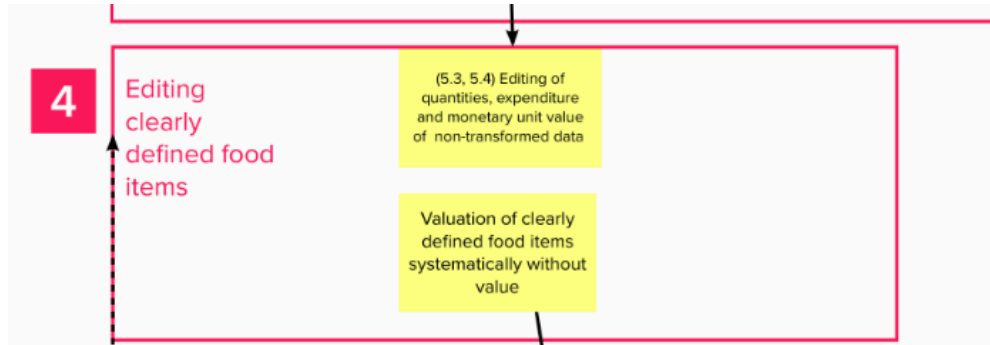 4
Editing
clearly
defined food
items
(5.3, 5.4) Editing of
quantities, expenditure
and monetary unit value
of non-transformed data
Valuation of clearly
defined food items
systematically without
value